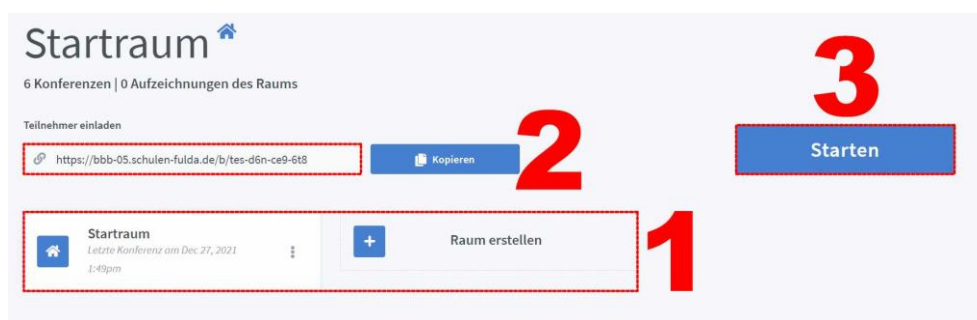 Startraum
6 Konferenzen | 0 Aufzeichnungen des Raums
3
Teilnehmer einladen
https://bbb-05.schulen-fulda.de/b/tes-d6n-ce9-6t8
Kopieren
2
Starten
Startraum
Letzte Konferenz am Dec 27, 2021
1:49pm
Raum erstellen
1